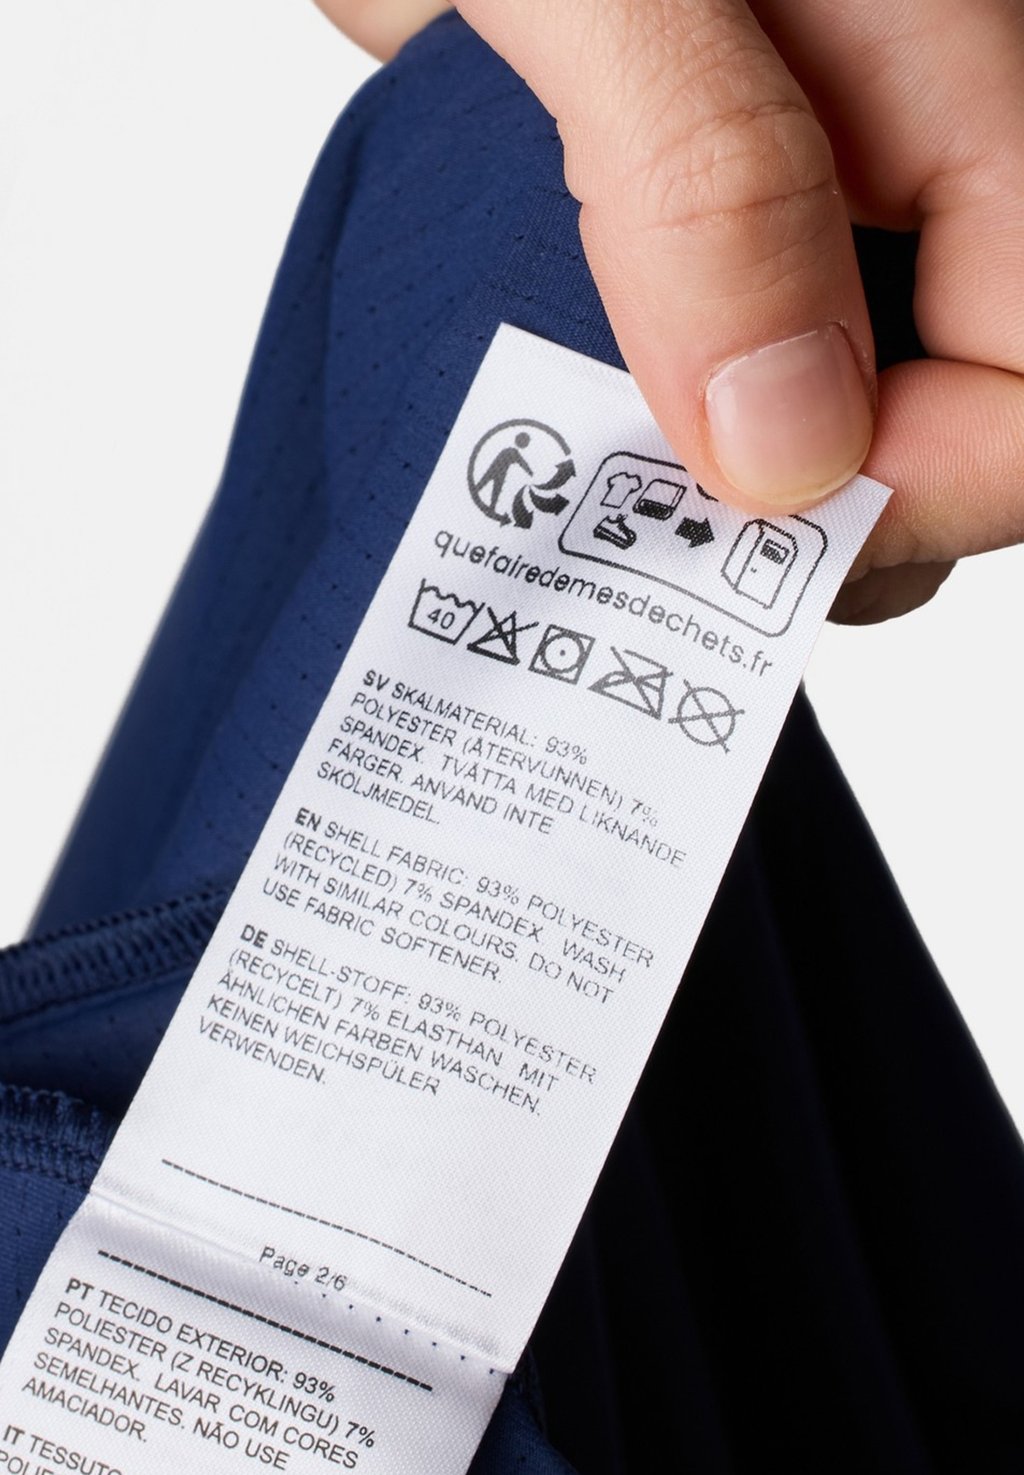 quefairedemesdechets.fr
40
SV SKALMATERIAL: 93%
POLYESTER (ÅTERVUNNEN) 7%
SPANDEX. TVÄTTA MED LIKNANDE
FÄRGER. ANVÄND INTE
SKÖLJMEDEL.
EN SHELL FABRIC: 93% POLYESTER
(RECYCLED) 7% SPANDEX. WASH
WITH SIMILAR COLOURS. DO NOT
USE FABRIC SOFTENER.
DE SHELL-STOFF: 93% POLYESTER
(RECYCELT) 7% ELASTHAN. MIT
ÄHNLICHEN FARBEN WASCHEN.
KEINEN WEICHSPÜLER
VERWENDEN.
Page 2/6
PT TECIDO EXTERIOR: 93%
POLIESTER (Z RECYKLINGU) 7%
SPANDEX. LAVAR COM CORES
SEMELHANTES. NÃO USE
AMACIADOR.
IT TESSUTO